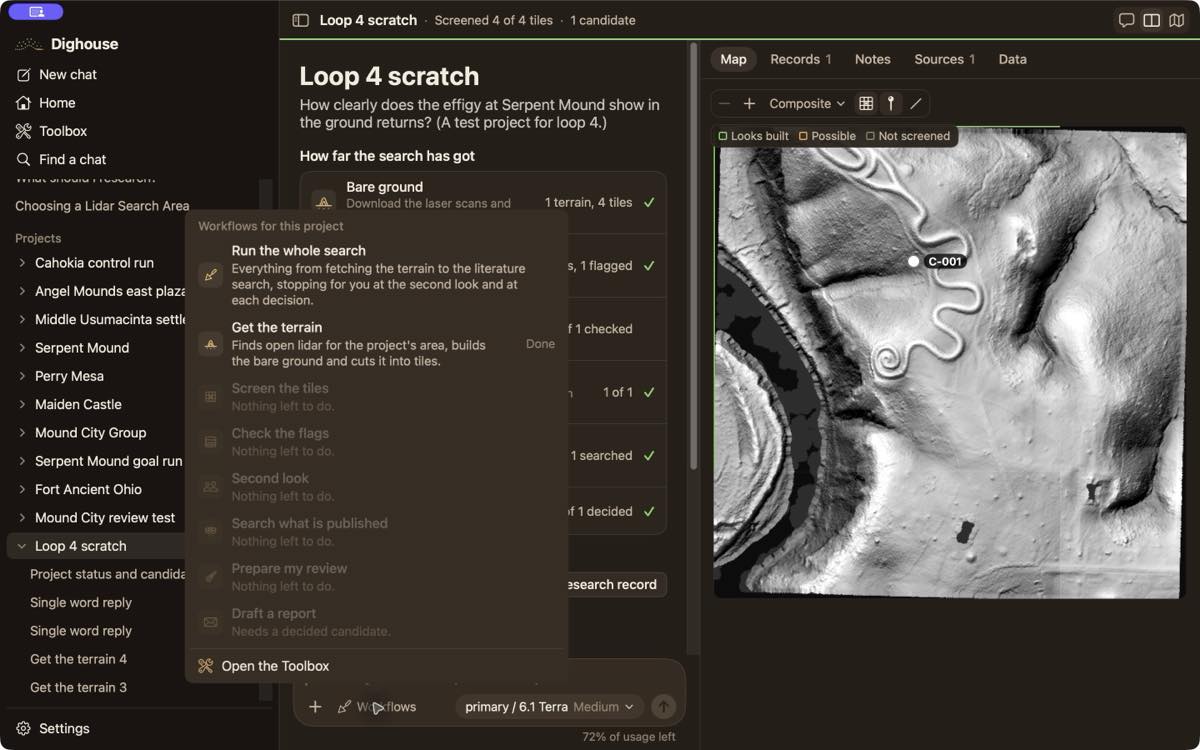 Dighouse
New chat
Home
Toolbox
Find a chat
What should I research?
Choosing a Lidar Search Area
Projects
Cahokia control run
Angel Mounds east plaza
Middle Usumacinta settle
Serpent Mound
Perry Mesa
Maiden Castle
Mound City Group
Serpent Mound goal run
Fort Ancient Ohio
Mound City review test
Loop 4 scratch
Project status and candida
Single word reply
Single word reply
Get the terrain 4
Get the terrain 3
Settings
Loop 4 scratch · Screened 4 of 4 tiles · 1 candidate
Loop 4 scratch
How clearly does the effigy at Serpent Mound show in
the ground returns? (A test project for loop 4.)
How far the search has got
Bare ground
Download the laser scans and
1 terrain, 4 tiles
s, 1 flagged
f 1 checked
1 of 1
1 searched
of 1 decided
esearch record
Workflows for this project
Run the whole search
Everything from fetching the terrain to the literature
search, stopping for you at the second look and at
each decision.
Get the terrain
Finds open lidar for the project's area, builds
the bare ground and cuts it into tiles.
Done
Screen the tiles
Nothing left to do.
Check the flags
Nothing left to do.
Second look
Nothing left to do.
Search what is published
Nothing left to do.
Prepare my review
Nothing left to do.
Draft a report
Needs a decided candidate.
Open the Toolbox
Workflows
primary / 6.1 Terra Medium
72% of usage left
Map
Records 1
Notes
Sources 1
Data
Composite
Looks built
Possible
Not screened
C-001